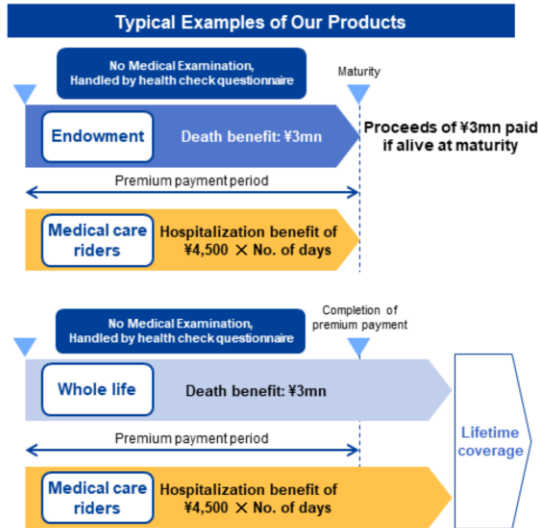 Typical Examples of Our Products
No Medical Examination,
Handled by health check questionnaire
Maturity
Endowment
Death benefit: ¥3mn
Proceeds of ¥3mn paid
if alive at maturity
Premium payment period
Medical care
riders
Hospitalization benefit of
¥4,500 × No. of days
Completion of
premium payment
No Medical Examination,
Handled by health check questionnaire
Whole life
Death benefit: ¥3mn
Premium payment period
Lifetime
coverage
Medical care
riders
Hospitalization benefit of
¥4,500 × No. of days